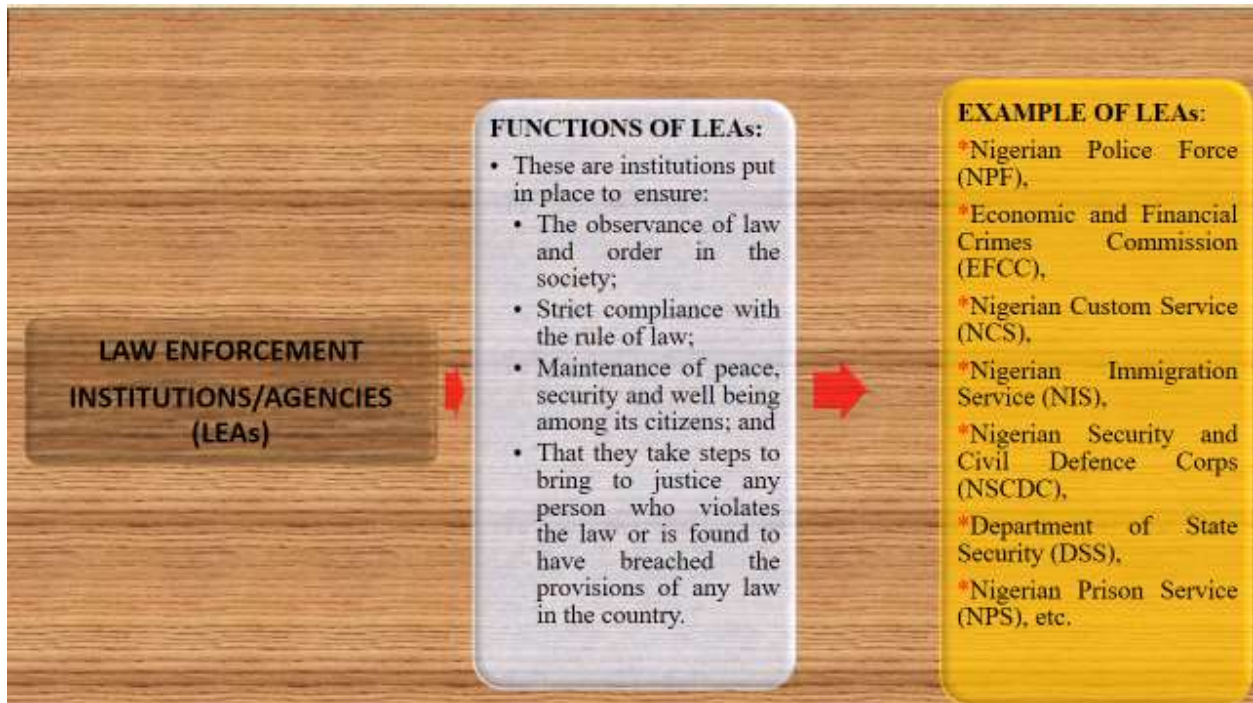 LAW ENFORCEMENT
INSTITUTIONS/AGENCIES
(LEAs)
FUNCTIONS OF LEAs:
• These are institutions put
in place to ensure:
• The observance of law
and order in the
society;
• Strict compliance with
the rule of law;
• Maintenance of peace,
security and well being
among its citizens; and
• That they take steps to
bring to justice any
person who violates
the law or is found to
have breached the
provisions of any law
in the country.
EXAMPLE OF LEAs:
*Nigerian Police Force
(NPF),
*Economic and Financial
Crimes Commission
(EFCC),
*Nigerian Custom Service
(NCS),
*Nigerian Immigration
Service (NIS),
*Nigerian Security and
Civil Defence Corps
(NSCDC),
*Department of State
Security (DSS),
*Nigerian Prison Service
(NPS), etc.